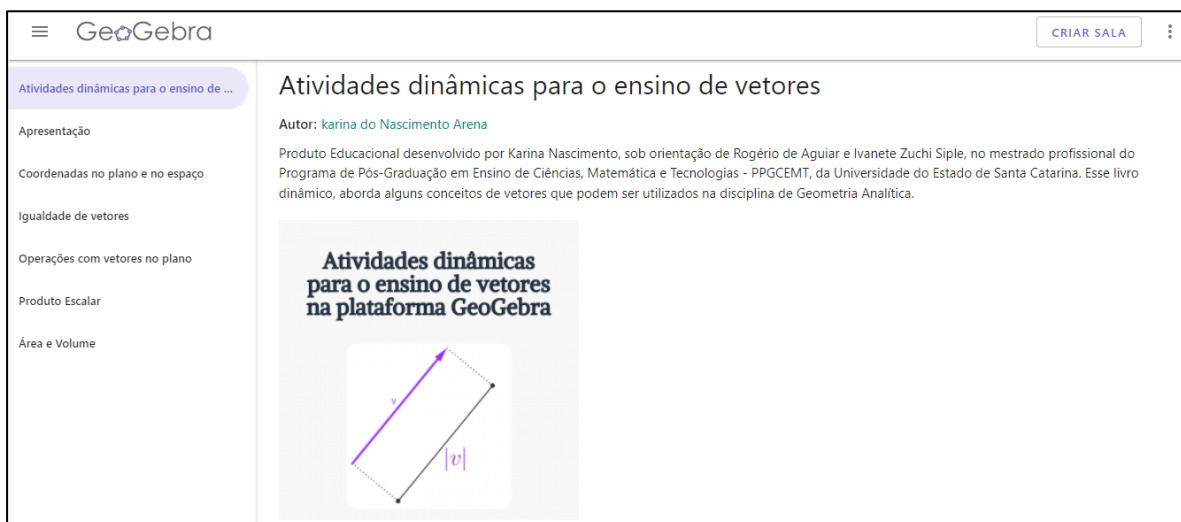 GeoGebra
CRIAR SALA
Atividades dinâmicas para o ensino de ...
Apresentação
Coordenadas no plano e no espaço
Igualdade de vetores
Operações com vetores no plano
Produto Escalar
Área e Volume
Atividades dinâmicas para o ensino de vetores
Autor: karina do Nascimento Arena
Produto Educacional desenvolvido por Karina Nascimento, sob orientação de Rogério de Aguiar e Ivanete Zuchi Siple, no mestrado profissional do
Programa de Pós-Graduação em Ensino de Ciências, Matemática e Tecnologias - PPGCEMT, da Universidade do Estado de Santa Catarina. Esse livro
dinâmico, aborda alguns conceitos de vetores que podem ser utilizados na disciplina de Geometria Analítica.
Atividades dinâmicas
para o ensino de vetores
na plataforma GeoGebra
v
|v|